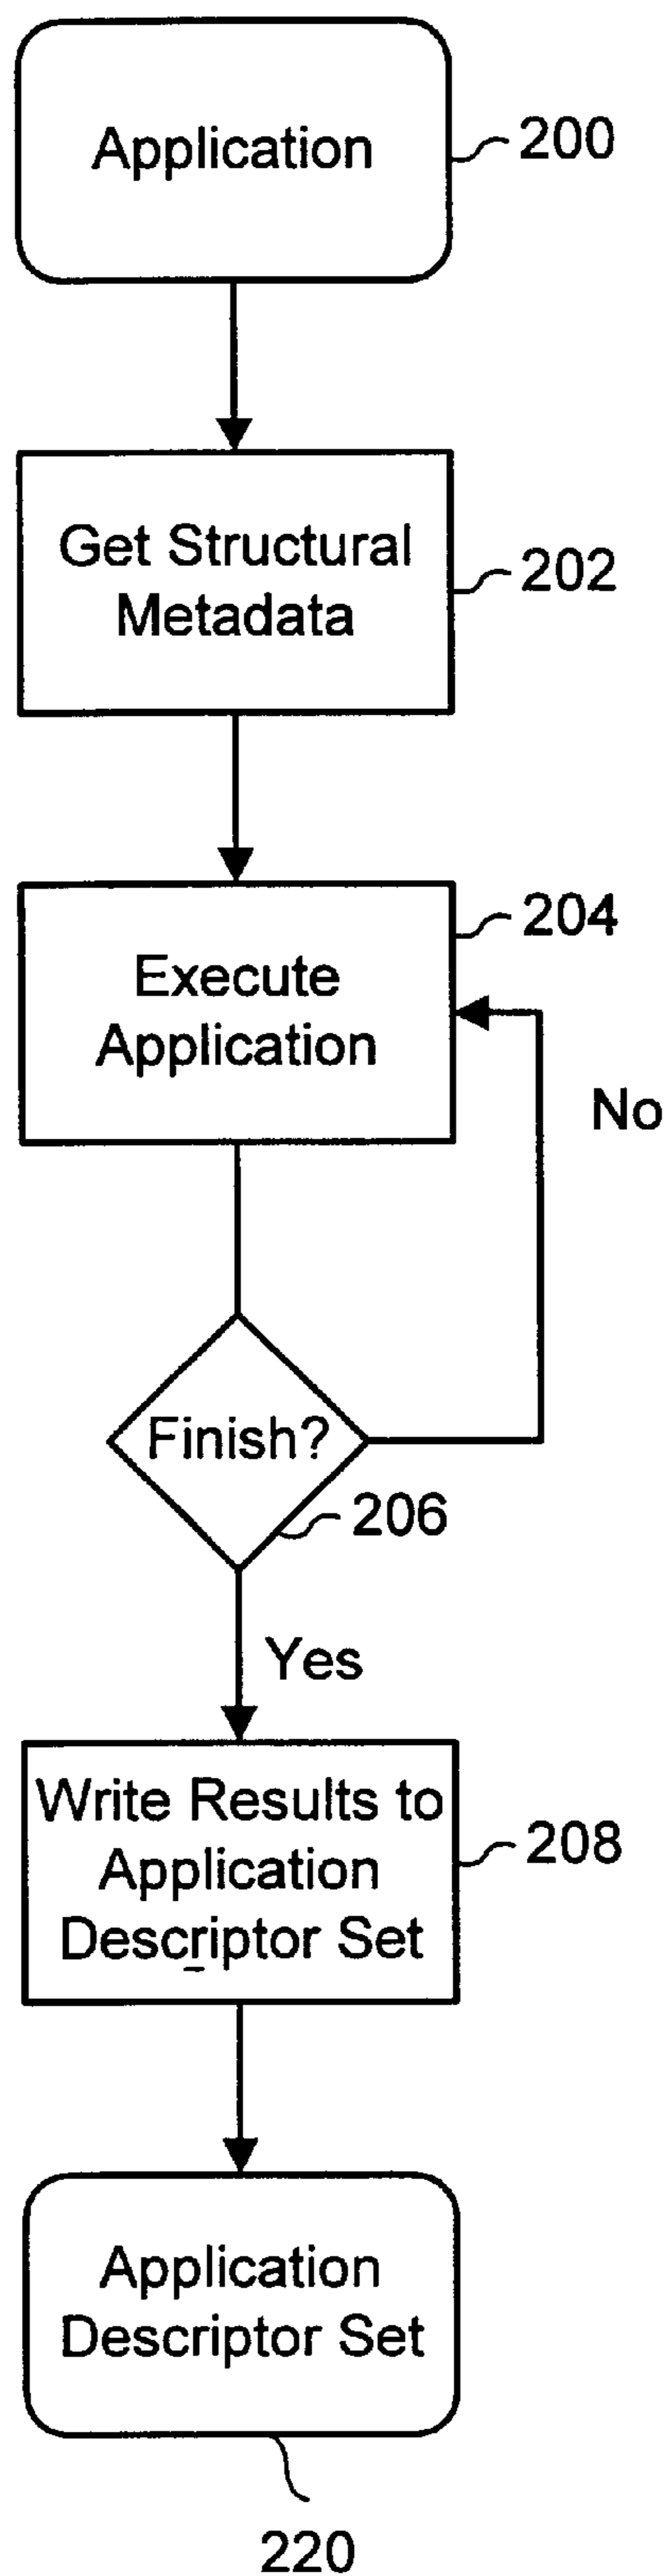 Application
200
Get Structural
Metadata
202
204
Execute
Application
No
Finish?
206
Yes
Write Results to
Application
Descriptor Set
208
Application
Descriptor Set
220